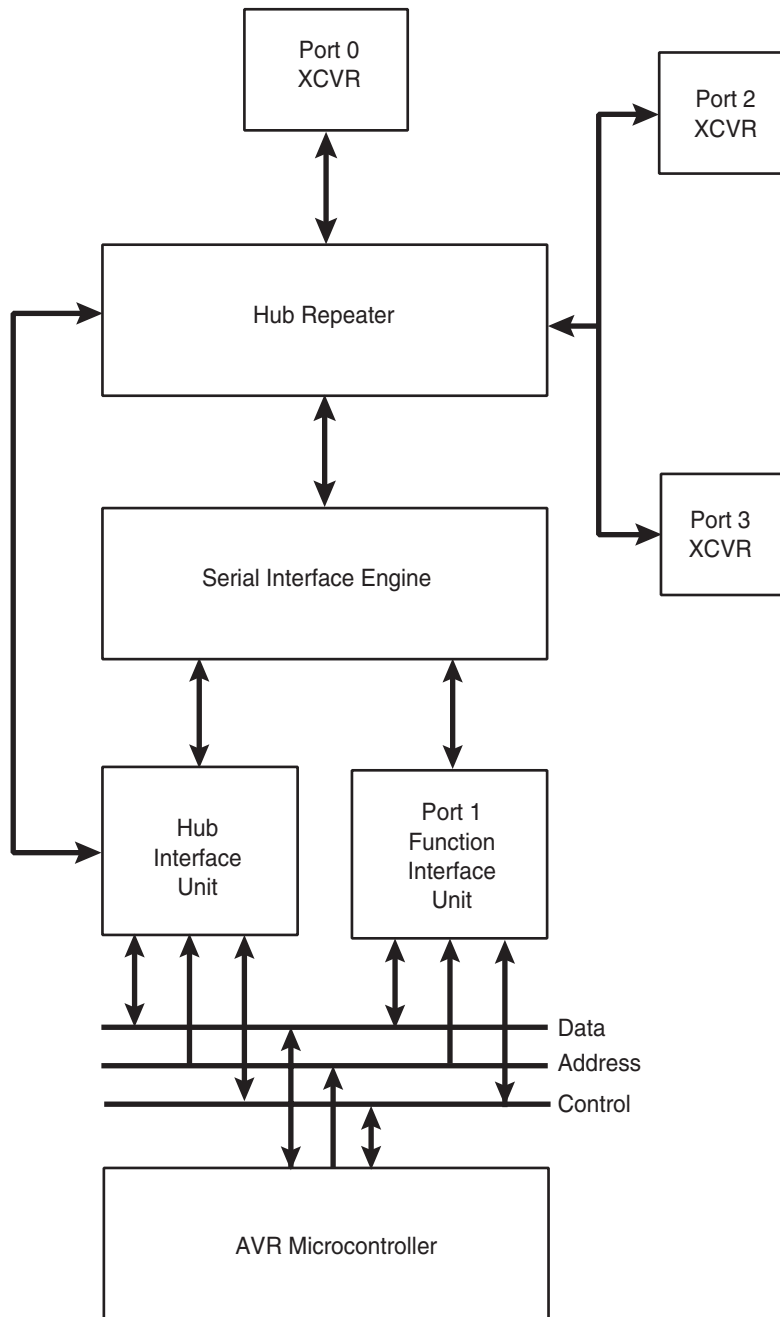 Port 0
XCVR
Port 2
XCVR
Hub Repeater
Port 3
XCVR
Serial Interface Engine
Hub
Interface
Unit
Port 1
Function
Interface
Unit
Data
Address
Control
AVR Microcontroller